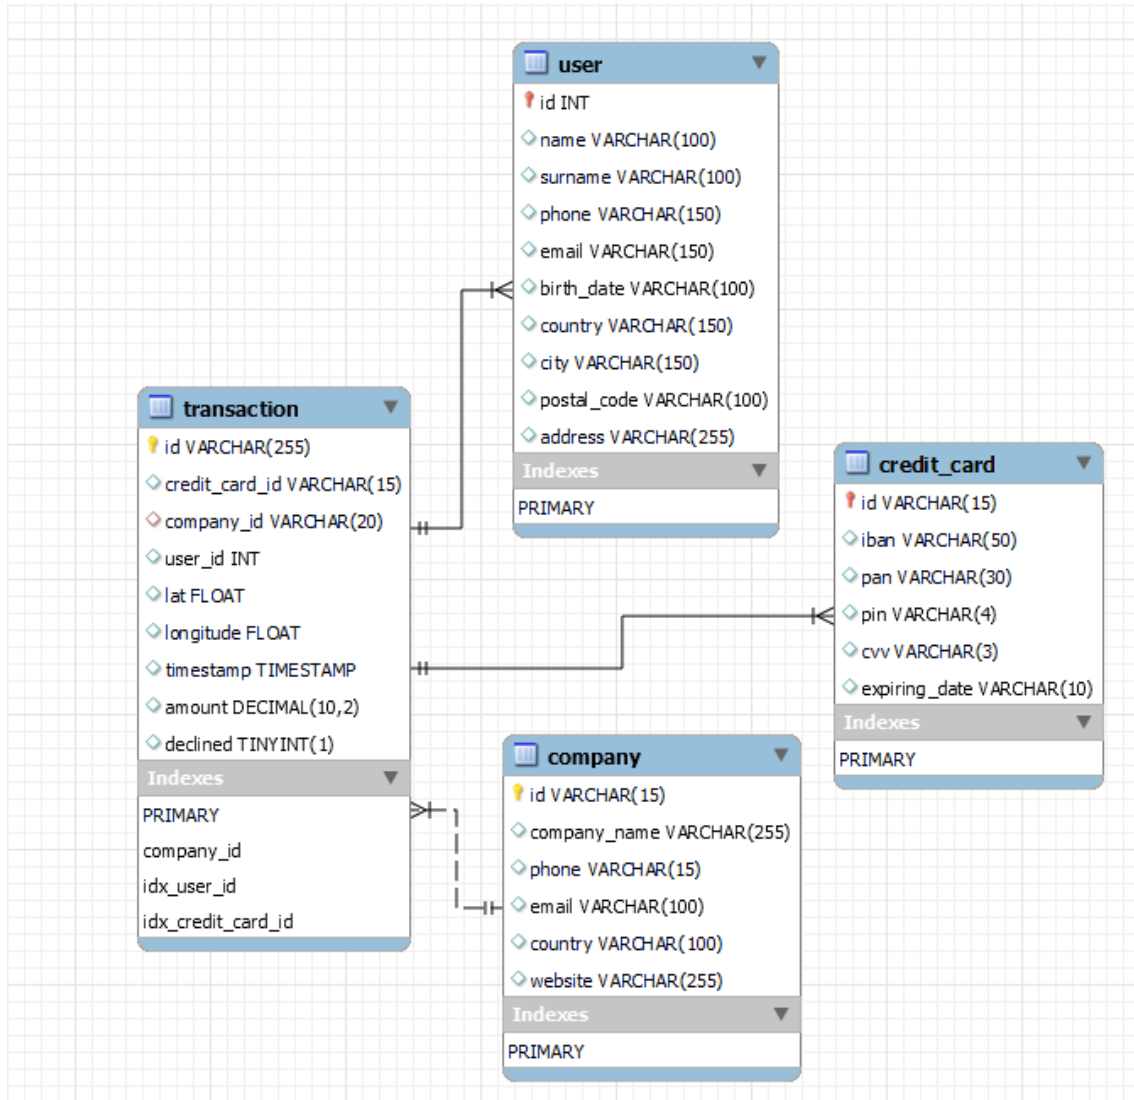 user
id INT
name VARCHAR(100)
surname VARCHAR(100)
phone VARCHAR(150)
email VARCHAR(150)
birth_date VARCHAR(100)
country VARCHAR(150)
city VARCHAR(150)
postal_code VARCHAR(100)
address VARCHAR(255)
Indexes
PRIMARY
transaction
id VARCHAR(255)
credit_card_id VARCHAR(15)
company_id VARCHAR(20)
user_id INT
lat FLOAT
longitude FLOAT
timestamp TIMESTAMP
amount DECIMAL(10,2)
declined TINYINT(1)
Indexes
PRIMARY
company_id
idx_user_id
idx_credit_card_id
credit_card
id VARCHAR(15)
iban VARCHAR(50)
pan VARCHAR(30)
pin VARCHAR(4)
cvv VARCHAR(3)
expiring_date VARCHAR(10)
Indexes
PRIMARY
company
id VARCHAR(15)
company_name VARCHAR(255)
phone VARCHAR(15)
email VARCHAR(100)
country VARCHAR(100)
website VARCHAR(255)
Indexes
PRIMARY